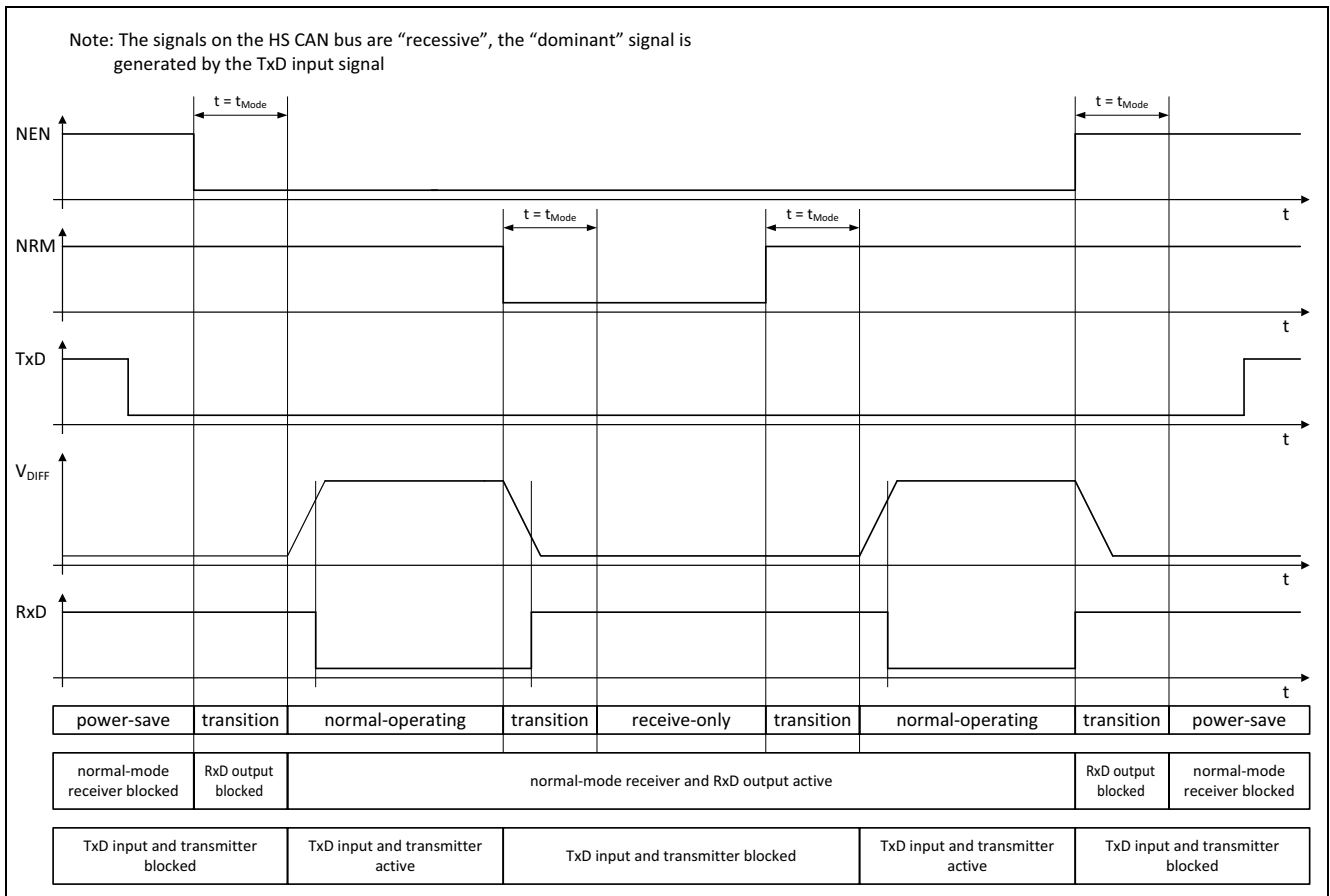 Note: The signals on the HS CAN bus are “recessive”, the “dominant” signal is
generated by the TxD input signal
t = tMode
t = tMode
NEN
t
t = tMode
t = tMode
NRM
t
TxD
t
VDIFF
t
RxD
t
power-save
transition
normal-operating
transition
receive-only
transition
normal-operating
transition
power-save
normal-mode
receiver blocked
RxD output
blocked
normal-mode receiver and RxD output active
RxD output
blocked
normal-mode
receiver blocked
TxD input and transmitter
blocked
TxD input and transmitter
active
TxD input and transmitter blocked
TxD input and transmitter
active
TxD input and transmitter
blocked